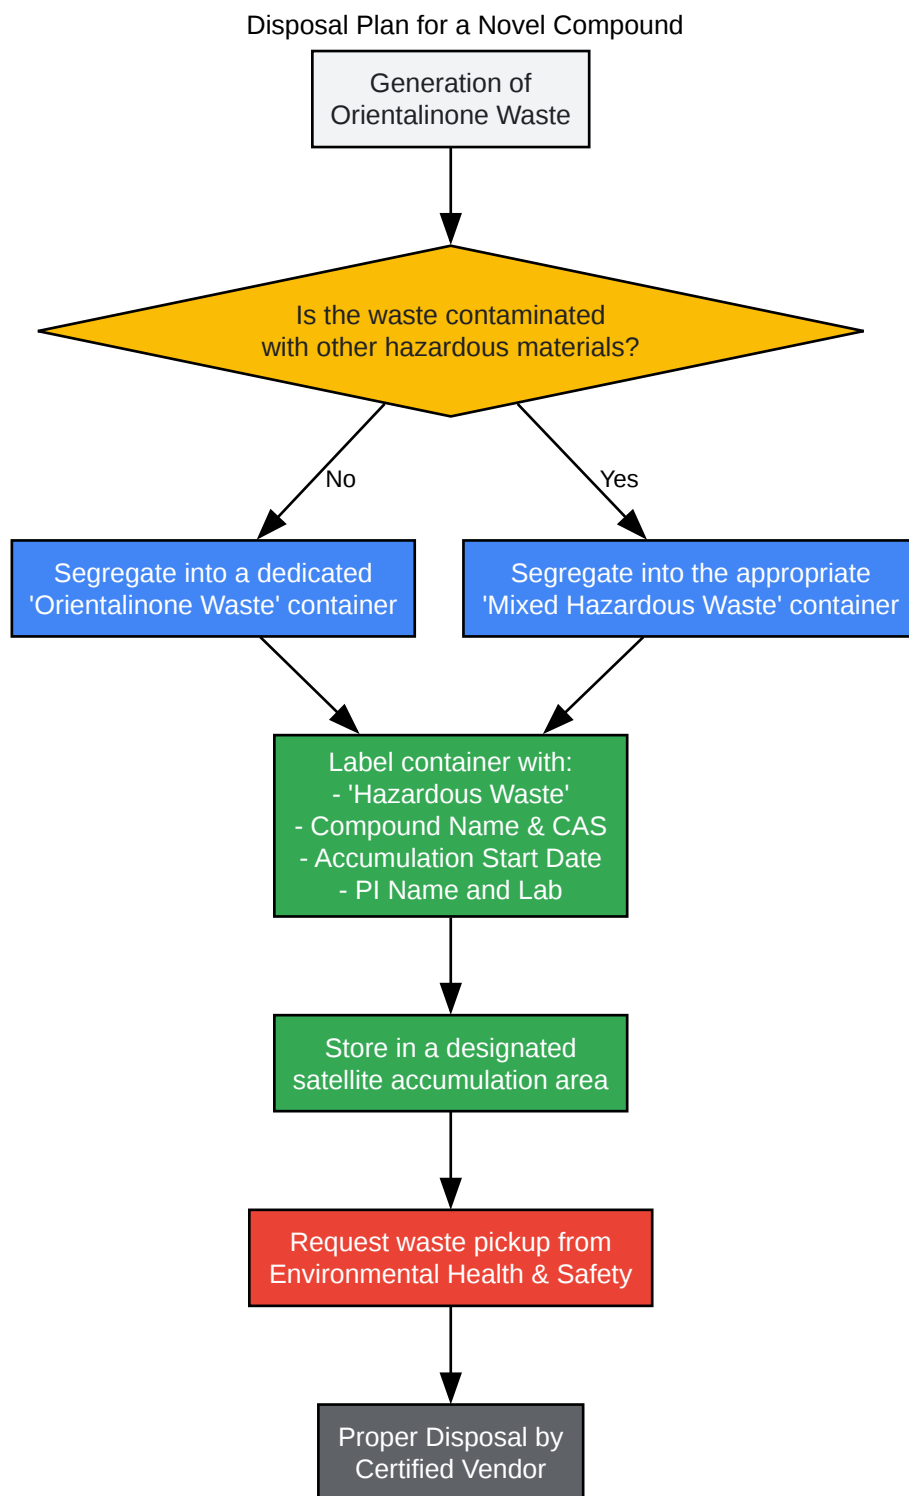 Disposal Plan for a Novel Compound
Generation of
Orientalinone Waste
Is the waste contaminated
with other hazardous materials?
No
Yes
Segregate into a dedicated
'Orientalinone Waste' container
Segregate into the appropriate
'Mixed Hazardous Waste' container
Label container with:
- 'Hazardous Waste'
- Compound Name & CAS
- Accumulation Start Date
- PI Name and Lab
Store in a designated
satellite accumulation area
Request waste pickup from
Environmental Health & Safety
Proper Disposal by
Certified Vendor